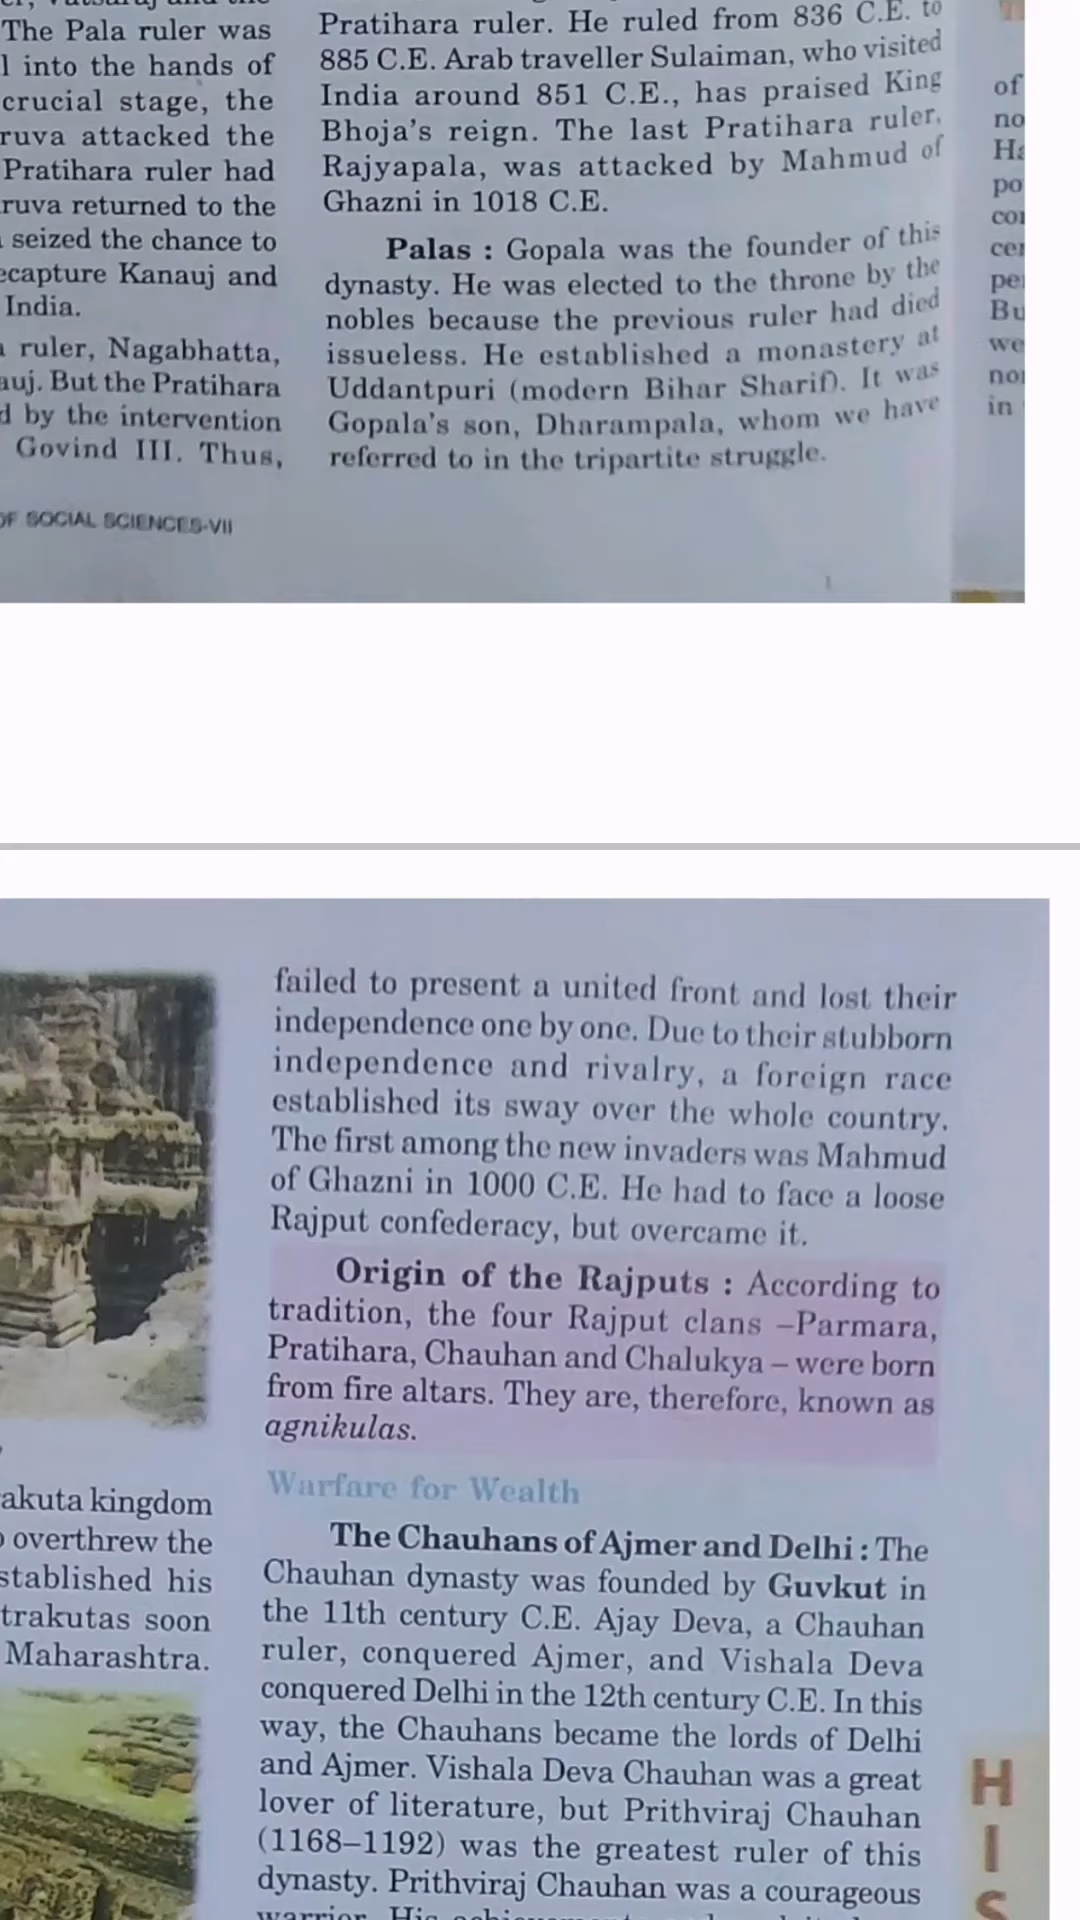 The Pala ruler was
into the hands of
crucial stage, the
attacked the
Pratihara ruler had
returned to the
seized the chance to
Kanauj and
India.
ruler, Nagabhatta,
But the Pratihara
by the intervention
Govind III. Thus,
OF SOCIAL SCIENCES-VII
Pratihara ruler. He ruled from 836 C.E. to
885 C.E. Arab traveller Sulaiman, who visited
India around 851 C.E., has praised King
Bhoja's reign. The last Pratihara ruler,
Rajyapala, was attacked by Mahmud of
Ghazni in 1018 C.E.
Palas : Gopala was the founder of this
dynasty. He was elected to the throne by the
nobles because the previous ruler had died
issueless. He established a monastery at
Uddantpuri (modern Bihar Sharif). It was
Gopala's son, Dharampala, whom we have
referred to in the tripartite struggle.
of
we
in
kingdom
overthrew the
his
soon
Maharashtra.
failed to present a united front and lost their
independence one by one. Due to their stubborn
independence and rivalry, a foreign race
established its sway over the whole country.
The first among the new invaders was Mahmud
of Ghazni in 1000 C.E. He had to face a loose
Rajput confederacy, but overcame it.
Origin of the Rajputs : According to
tradition, the four Rajput clans –Parmara,
Pratihara, Chauhan and Chalukya – were born
from fire altars. They are, therefore, known as
agnikulas.
Warfare for Wealth
The Chauhans of Ajmer and Delhi : The
Chauhan dynasty was founded by Guvkut in
the 11th century C.E. Ajay Deva, a Chauhan
ruler, conquered Ajmer, and Vishala Deva
conquered Delhi in the 12th century C.E. In this
way, the Chauhans became the lords of Delhi
and Ajmer. Vishala Deva Chauhan was a great
lover of literature, but Prithviraj Chauhan
(1168–1192) was the greatest ruler of this
dynasty. Prithviraj Chauhan was a courageous
warrior. His
H
I
S